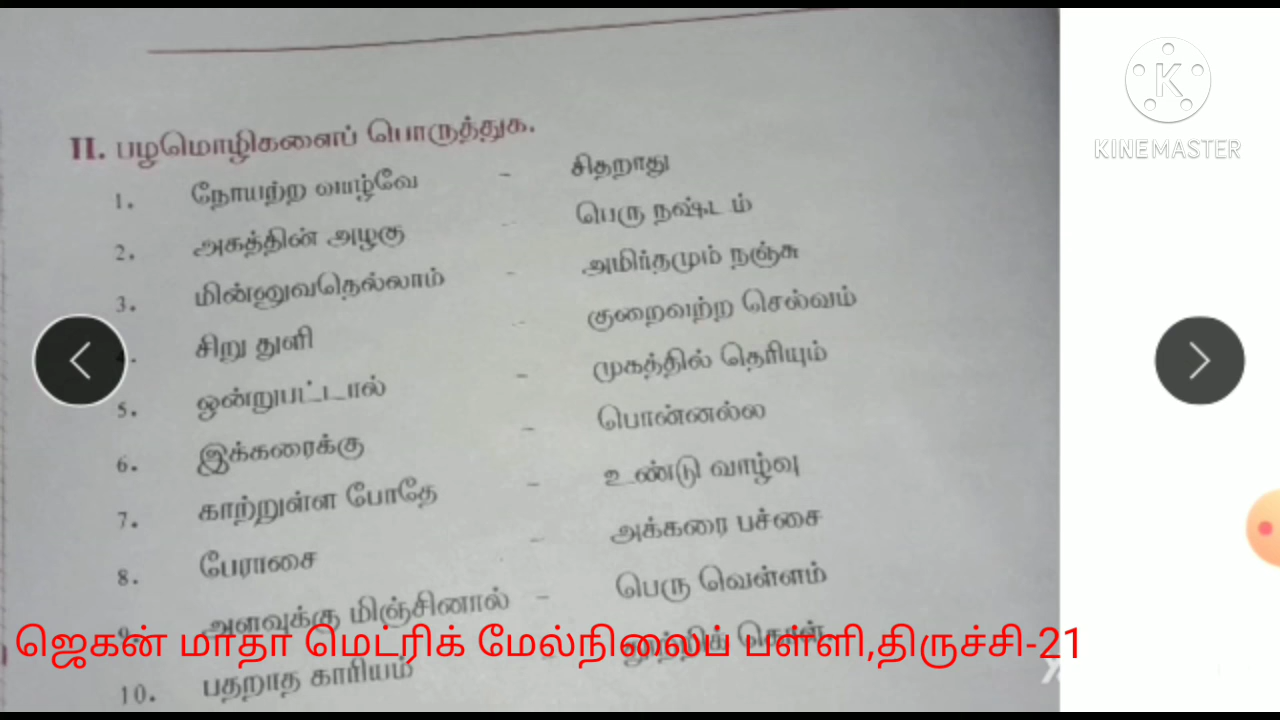 II. பழமொழிகளைப் பொருத்துக.
1. நோயற்ற வாழ்வே - சிதறாது
2. அகத்தின் அழகு - பெரு நஷ்டம்
3. மின்னுவதெல்லாம் - அமிர்தமும் நஞ்சு
4. சிறு துளி - குறைவற்ற செல்வம்
5. ஒன்றுபட்டால் - முகத்தில் தெரியும்
6. இக்கரைக்கு - பொன்னல்ல
7. காற்றுள்ள போதே - உண்டு வாழ்வு
8. பேராசை - அக்கரை பச்சை
9. அளவுக்கு மிஞ்சினால் - பெரு வெள்ளம்
10. பதறாத காரியம் - தூற்றிக் கொள்.
ஜெகன் மாதா மெட்ரிக் மேல்நிலைப் பள்ளி,திருச்சி-21
K
KINEMASTER